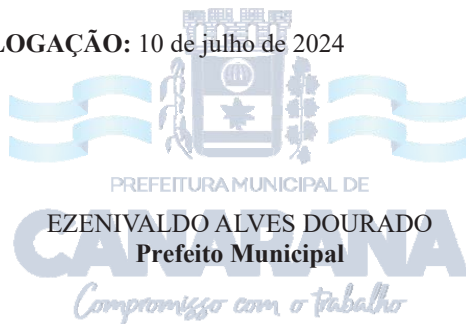 LOGAÇÃO: 10 de julho de 2024
PREFEITURA MUNICIPAL DE
EZENIVALDO ALVES DOURADO
CANARANA
Prefeito Municipal
Compromisso com o trabalho